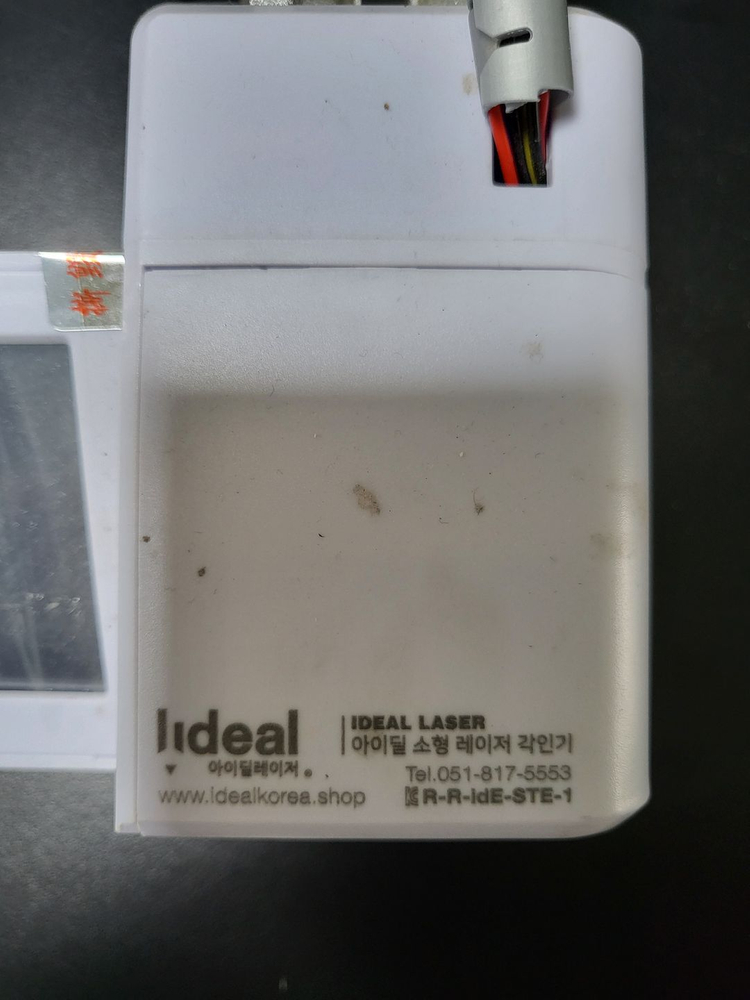 ideal
아이딜레이저
www.idealkorea.shop
IDEAL LASER
아이딜 소형 레이저 각인기
Tel.051-817-5553
R-R-idE-STE-1